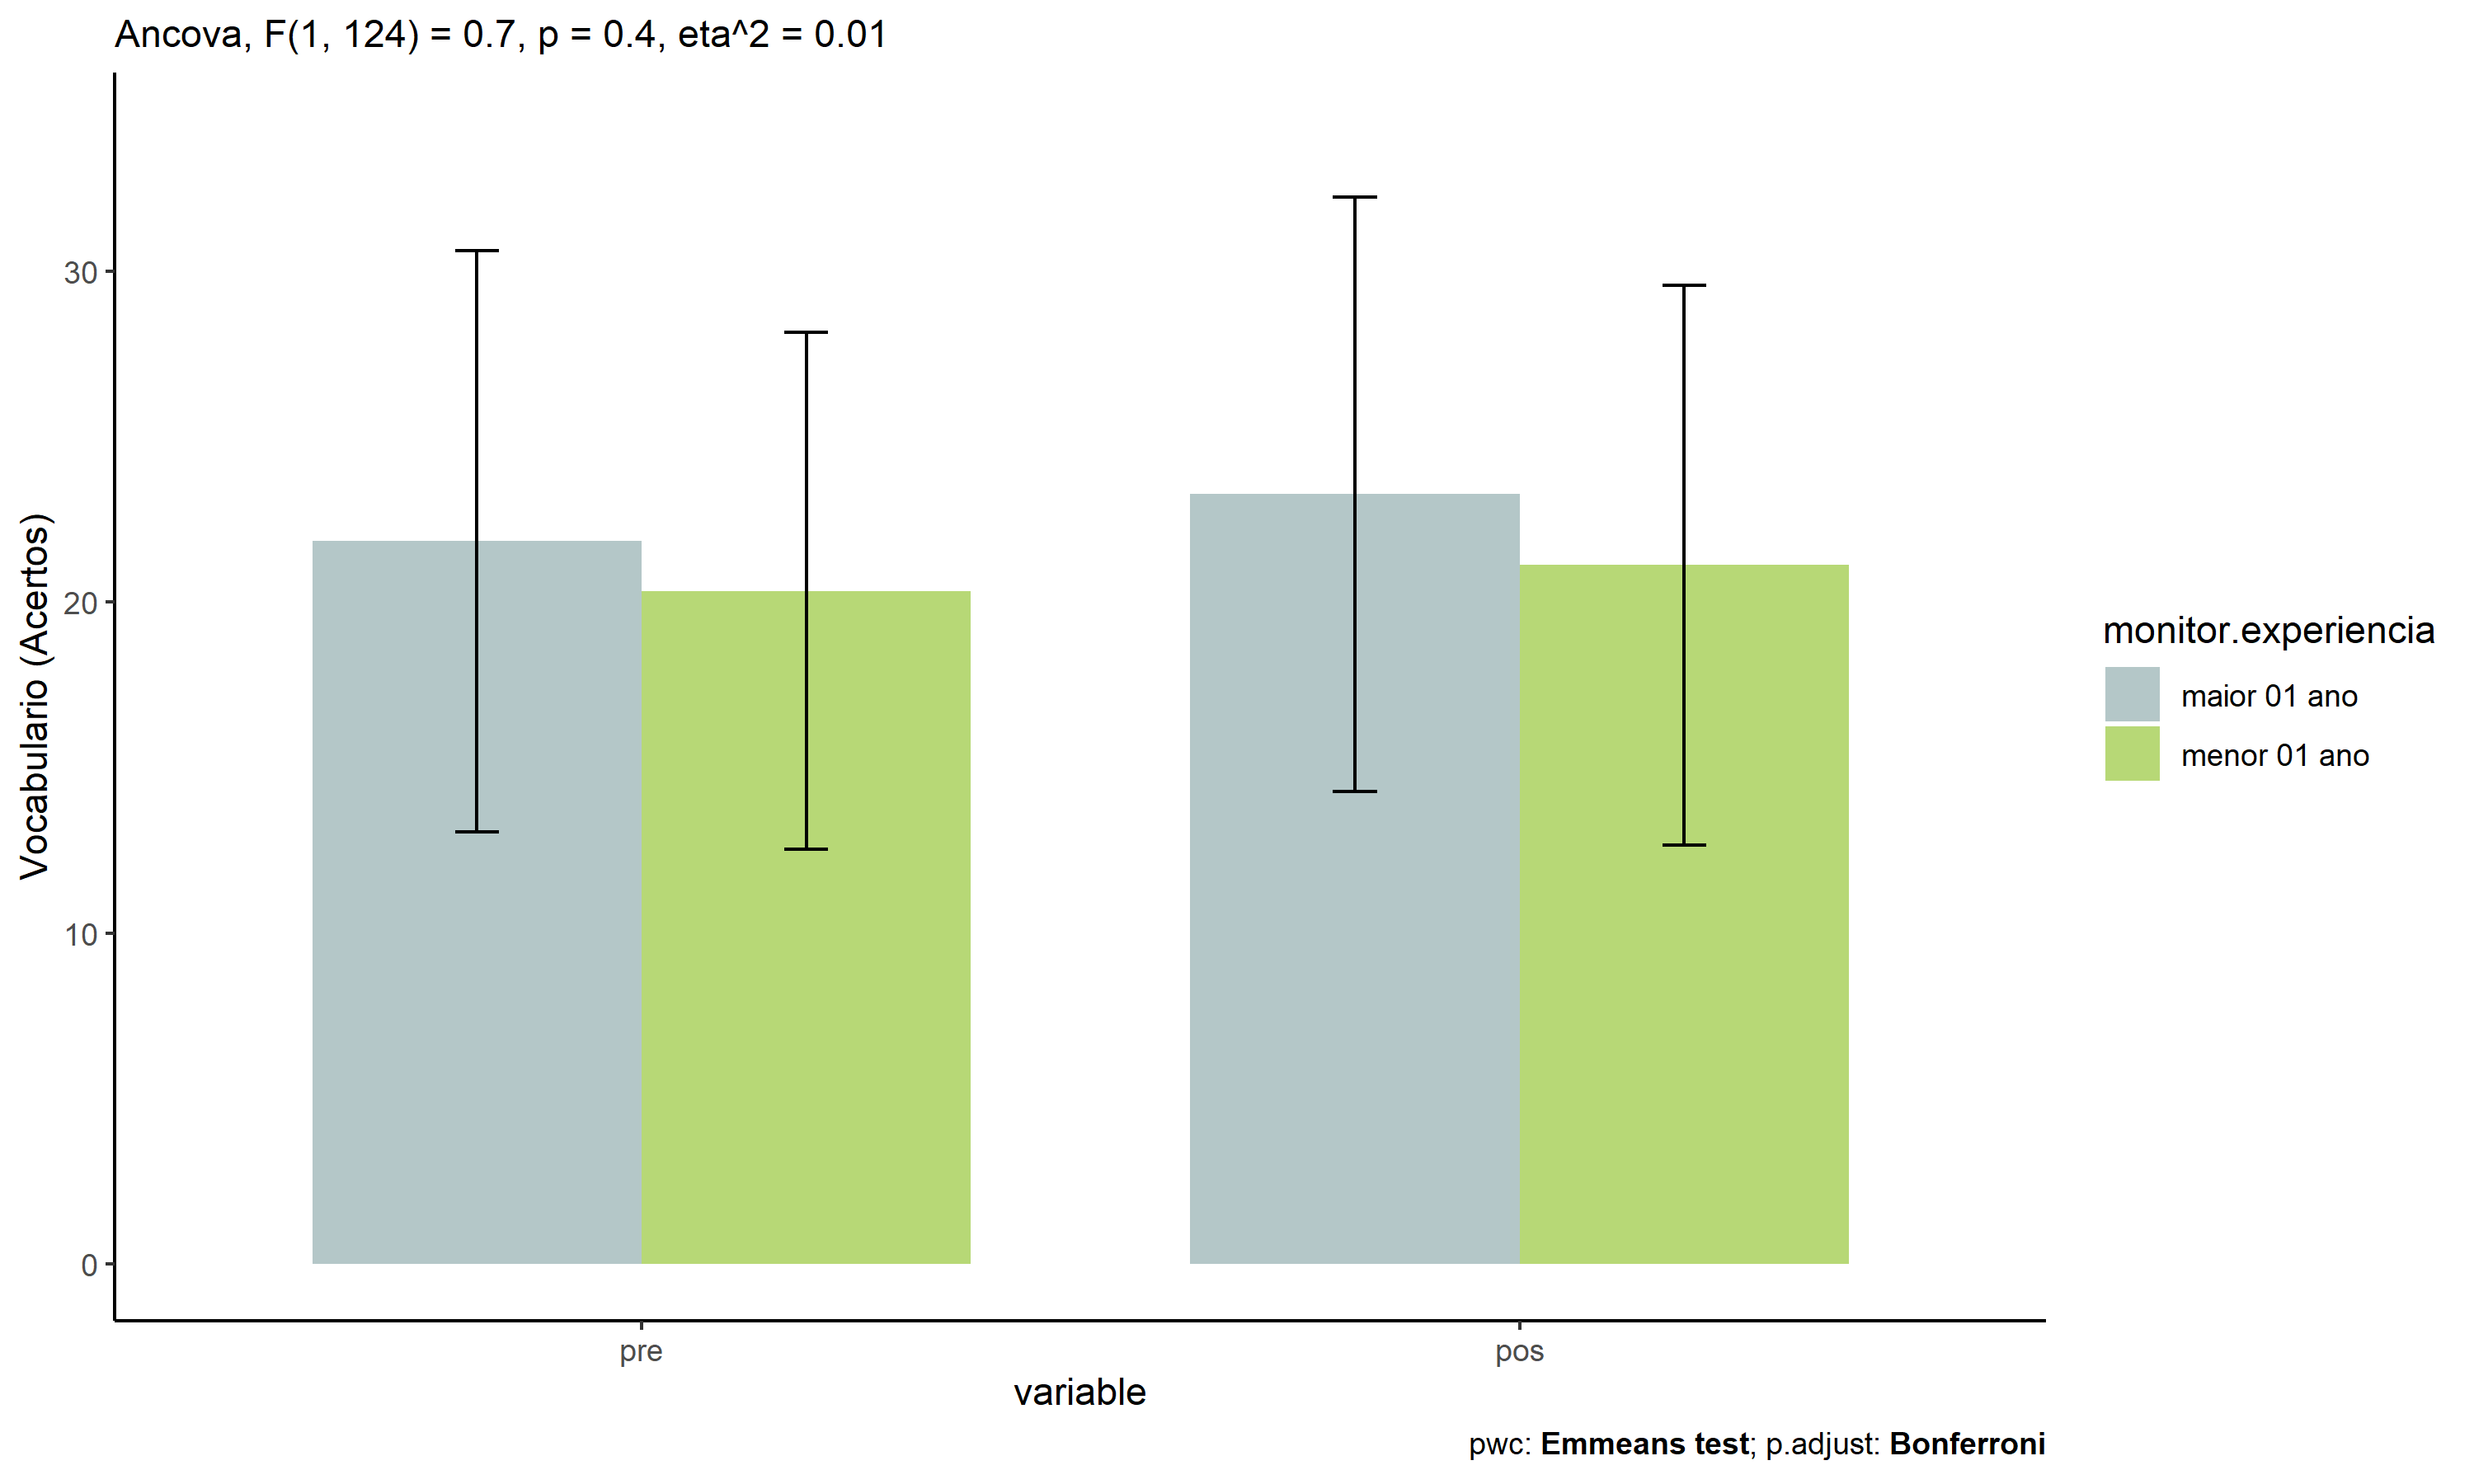 Ancova, F(1, 124) = 0.7, p = 0.4, eta^2 = 0.01
Vocabulario (Acertos)
30
20
10
0
pre
pos
variable
monitor.experiencia
maior 01 ano
menor 01 ano
pwc: Emmeans test; p.adjust: Bonferroni